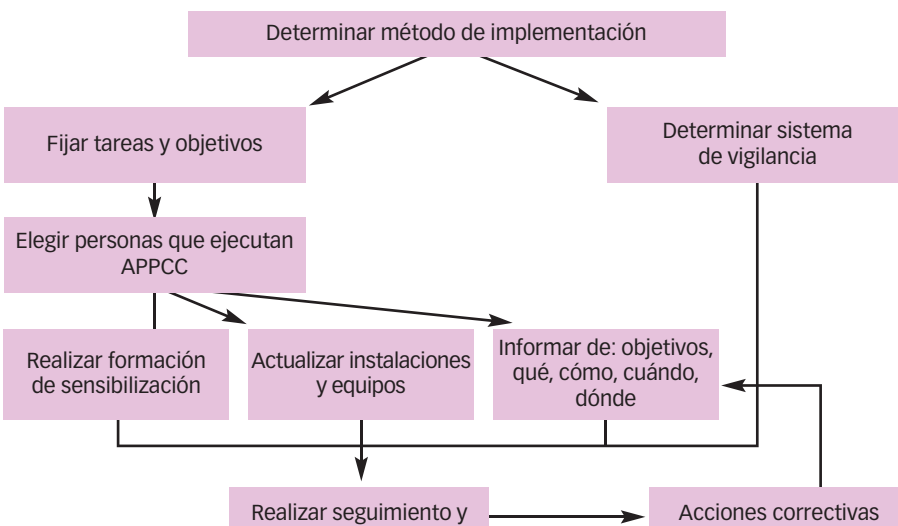 Determinar método de implementación
Fijar tareas y objetivos
Determinar sistema
de vigilancia
Elegir personas que ejecutan
APPCC
Realizar formación
de sensibilización
Actualizar instalaciones
y equipos
Informar de: objetivos,
qué, cómo, cuándo,
dónde
Realizar seguimiento y
Acciones correctivas